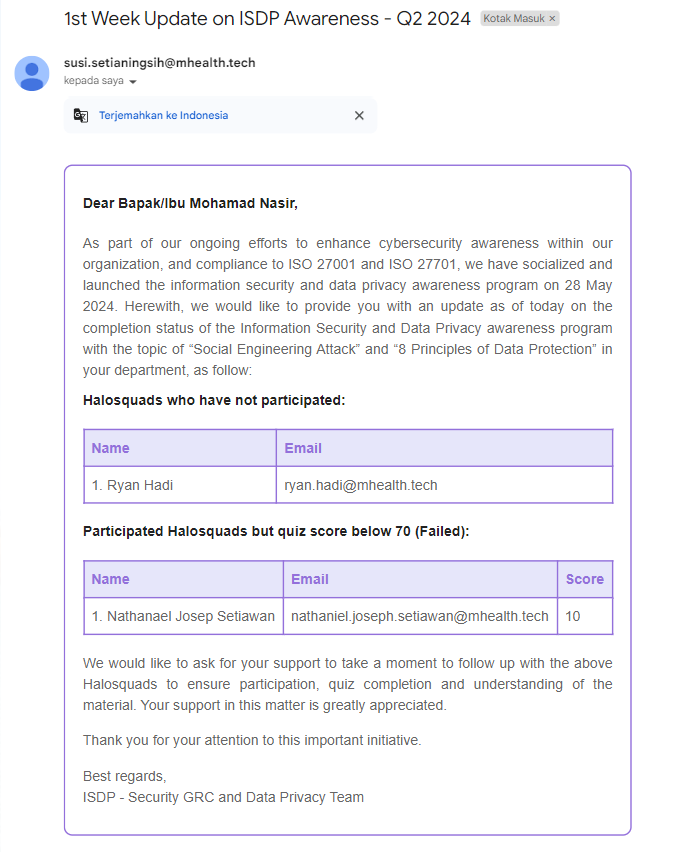 1st Week Update on ISDP Awareness - Q2 2024 Kotak Masuk ×
susi.setianingsih@mhealth.tech
kepada saya
Terjemahkan ke Indonesia
Dear Bapak/Ibu Mohamad Nasir,
As part of our ongoing efforts to enhance cybersecurity awareness within our
organization, and compliance to ISO 27001 and ISO 27701, we have socialized and
launched the information security and data privacy awareness program on 28 May
2024. Herewith, we would like to provide you with an update as of today on the
completion status of the Information Security and Data Privacy awareness program
with the topic of “Social Engineering Attack” and “8 Principles of Data Protection” in
your department, as follow:
Halosquads who have not participated:
Name Email
1. Ryan Hadi ryan.hadi@mhealth.tech
Participated Halosquads but quiz score below 70 (Failed):
Name Email Score
1. Nathanael Josep Setiawan nathaniel.joseph.setiawan@mhealth.tech 10
We would like to ask for your support to take a moment to follow up with the above
Halosquads to ensure participation, quiz completion and understanding of the
material. Your support in this matter is greatly appreciated.
Thank you for your attention to this important initiative.
Best regards,
ISDP - Security GRC and Data Privacy Team